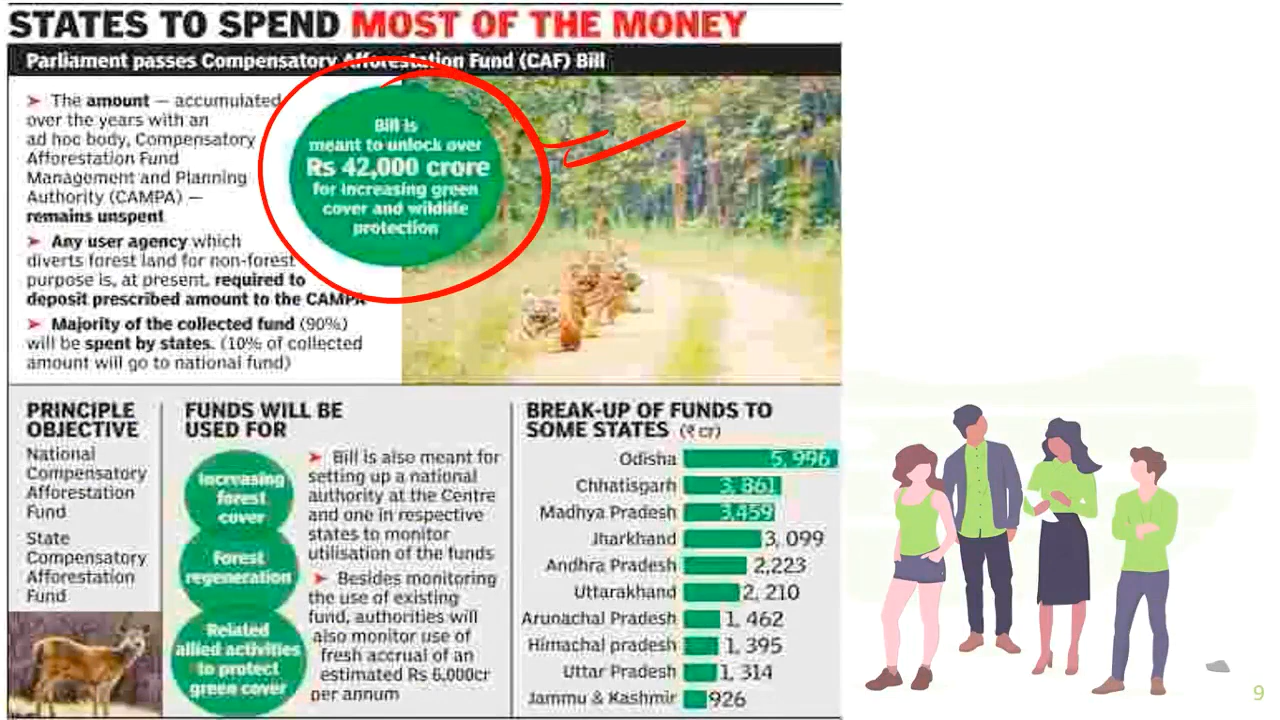 STATES TO SPEND MOST OF THE MONEY
Parliament passes Compensatory Afforestation Fund (CAF) Bill
➤ The amount — accumulated
over the years with an
ad hoc body, Compensatory
Afforestation Fund
Management and Planning
Authority (CAMPA) —
remains unspent
➤ Any user agency which
diverts forest land for non-forest
purpose is, at present, required to
deposit prescribed amount to the CAMPA
➤ Majority of the collected fund (90%)
will be spent by states. (10% of collected
amount will go to national fund)
Bill is
meant to unlock over
Rs 42,000 crore
for increasing green
cover and wildlife
protection
PRINCIPLE
OBJECTIVE
National
Compensatory
Afforestation
Fund
State
Compensatory
Afforestation
Fund
FUNDS WILL BE
USED FOR
Increasing
forest
cover
Forest
regeneration
Related
allied activities
to protect
green cover
➤ Bill is also meant for
setting up a national
authority at the Centre
and one in respective
states to monitor
utilisation of the funds
➤ Besides monitoring
the use of existing
fund, authorities will
also monitor use of
fresh accrual of an
estimated Rs 6,000cr
per annum
BREAK-UP OF FUNDS TO
SOME STATES (₹ cr)
Odisha 5,996
Chhatisgarh 3,861
Madhya Pradesh 3,459
Jharkhand 3,099
Andhra Pradesh 2,223
Uttarakhand 2,210
Arunachal Pradesh 1,462
Himachal pradesh 1,395
Uttar Pradesh 1,314
Jammu & Kashmir 926
9